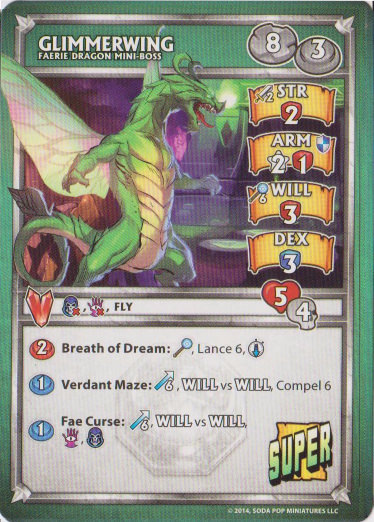 GLIMMERWING
FAERIE DRAGON MINI-BOSS
8 3
STR
2
2
ARM
2 1
WILL
6 3
DEX
3
FLY
5
4
2 Breath of Dream: , Lance 6,
1 Verdant Maze: 6, WILL vs WILL, Compel 6
1 Fae Curse: 6, WILL vs WILL,
SUPER
© 2014, SODA POP MINIATURES LLC